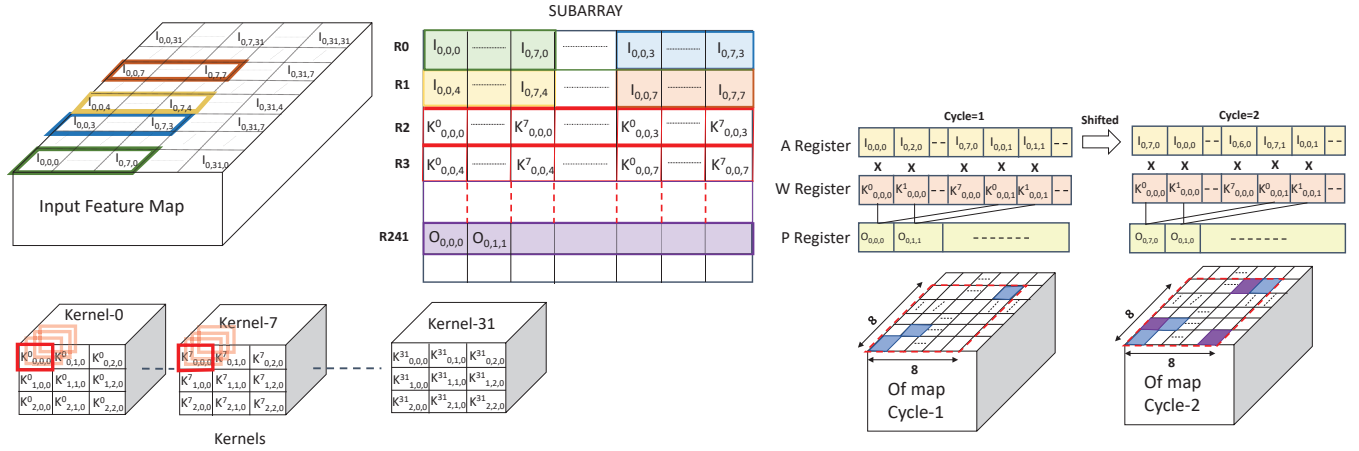 I0,0,31 I0,7,31 I0,31,31
I0,0,7 I0,7,7 I0,31,7
I0,0,4 I0,7,4 I0,31,4
I0,0,3 I0,7,3 I0,31,7
I0,0,0 I0,7,0 I0,31,0
Input Feature Map
SUBARRAY
R0 I0,0,0 I0,7,0 I0,0,3 I0,7,3
R1 I0,0,4 I0,7,4 I0,0,7 I0,7,7
R2 K⁰0,0,0 K⁷0,0,0 K⁰0,0,3 K⁷0,0,3
R3 K⁰0,0,4 K⁷0,0,4 K⁰0,0,7 K⁷0,0,7
R241 O0,0,0 O0,1,1
Kernel-0
K⁰0,0,0 K⁰0,1,0 K⁰0,2,0
K⁰1,0,0 K⁰1,1,0 K⁰1,2,0
K⁰2,0,0 K⁰2,1,0 K⁰2,2,0
Kernel-7
K⁷0,0,0 K⁷0,1,0 K⁷0,2,0
K⁷1,0,0 K⁷1,1,0 K⁷1,2,0
K⁷2,0,0 K⁷2,1,0 K⁷2,2,0
Kernel-31
K³¹0,0,0 K³¹0,1,0 K³¹0,2,0
K³¹1,0,0 K³¹1,1,0 K³¹1,2,0
K³¹2,0,0 K³¹2,1,0 K³¹2,2,0
Kernels
Cycle=1
Shifted
Cycle=2
A Register I0,0,0 I0,2,0 -- I0,7,0 I0,0,1 I0,1,1 --
X X X X X
W Register K⁰0,0,0 K¹0,0,0 -- K⁷0,0,0 K⁰0,0,1 K¹0,0,1 --
P Register O0,0,0 O0,1,1 -------
I0,7,0 I0,0,0 -- I0,6,0 I0,7,1 I0,0,1 --
X X X X X
K⁰0,0,0 K¹0,0,0 -- K⁷0,0,0 K⁰0,0,1 K¹0,0,1 --
O0,7,0 O0,1,0 ------
8
8
Of map
Cycle-1
8
8
Of map
Cycle-2